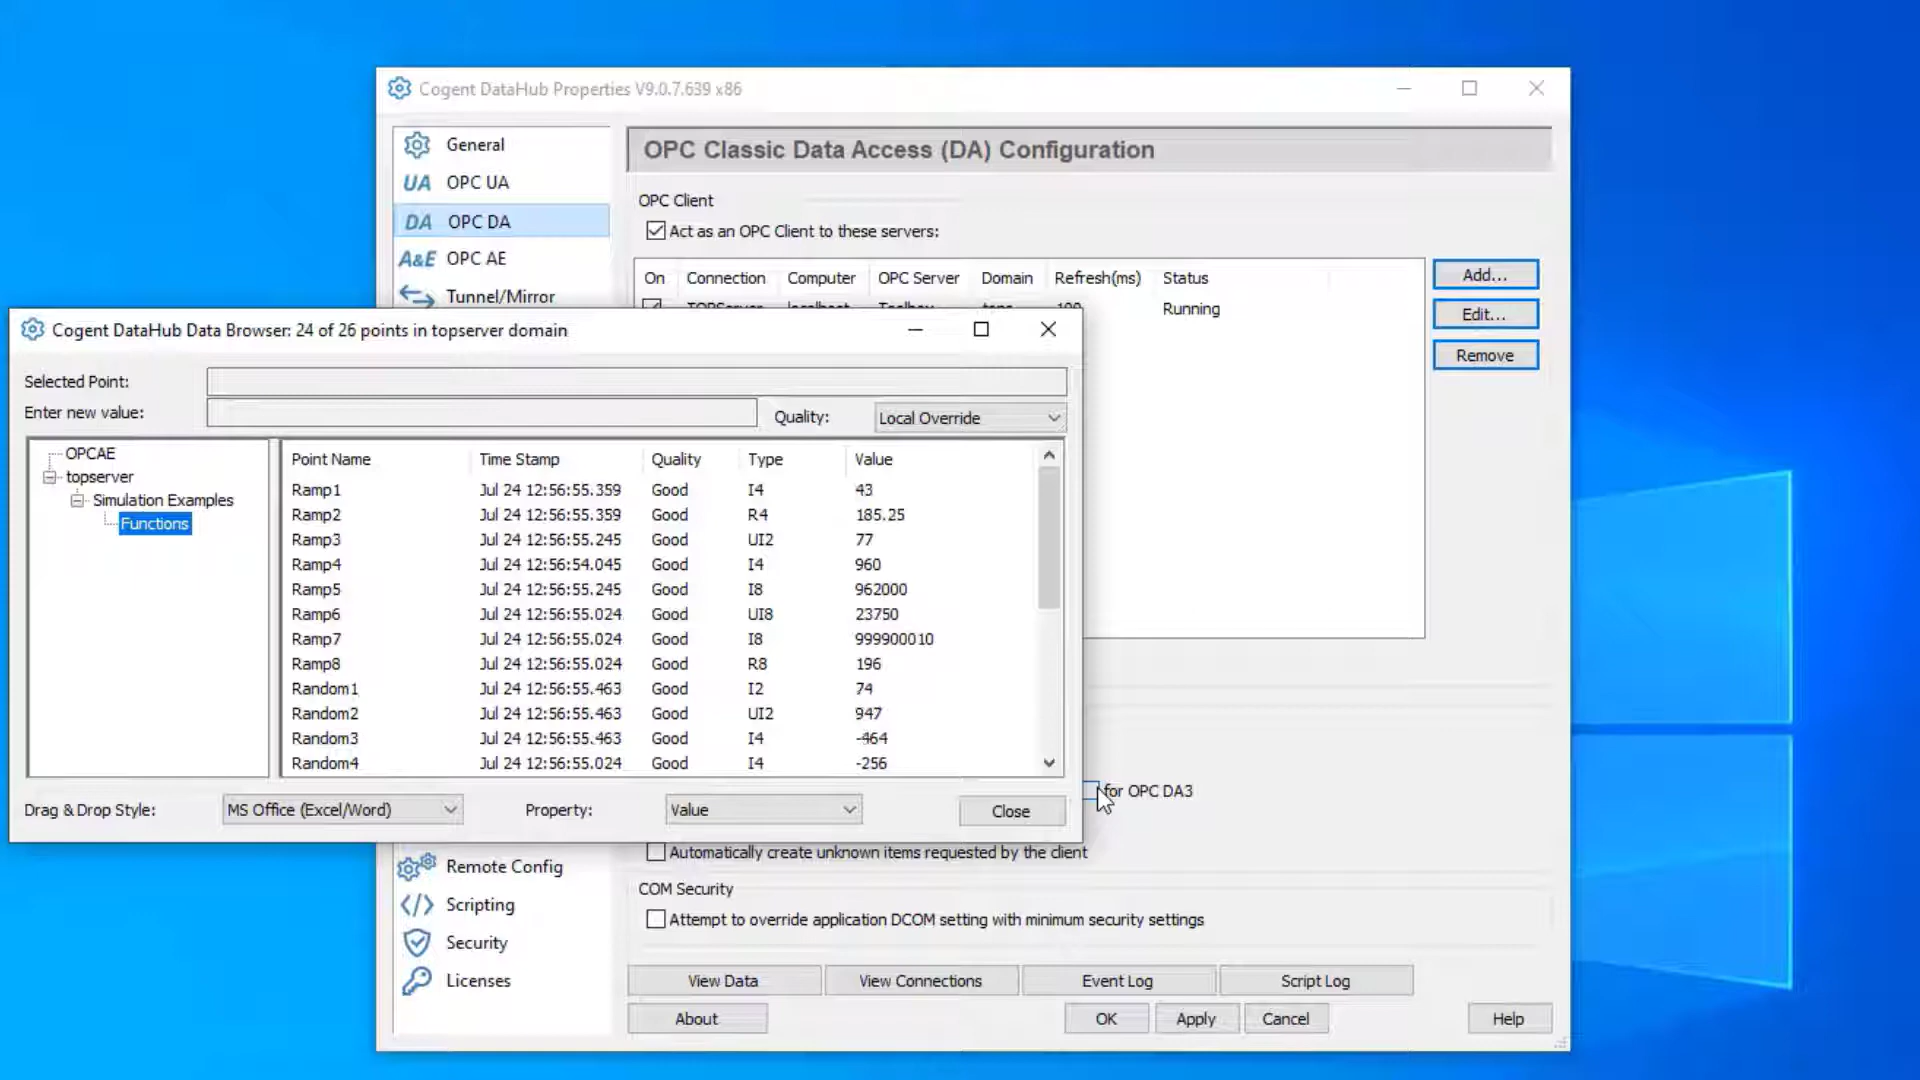 Cogent DataHub Properties V9.0.7.639 x86
General
UA OPC UA
DA OPC DA
A&E OPC AE
Tunnel/Mirror
OPC Classic Data Access (DA) Configuration
OPC Client
Act as an OPC Client to these servers:
On Connection Computer OPC Server Domain Refresh(ms) Status
Running
Add...
Edit...
Remove
Cogent DataHub Data Browser: 24 of 26 points in topserver domain
Selected Point:
Enter new value:
Quality: Local Override
OPCAE
topserver
Simulation Examples
Functions
Point Name Time Stamp Quality Type Value
Ramp1 Jul 24 12:56:55.359 Good I4 43
Ramp2 Jul 24 12:56:55.359 Good R4 185.25
Ramp3 Jul 24 12:56:55.245 Good UI2 77
Ramp4 Jul 24 12:56:54.045 Good I4 960
Ramp5 Jul 24 12:56:55.245 Good I8 962000
Ramp6 Jul 24 12:56:55.024 Good UI8 23750
Ramp7 Jul 24 12:56:55.024 Good I8 999900010
Ramp8 Jul 24 12:56:55.024 Good R8 196
Random1 Jul 24 12:56:55.463 Good I2 74
Random2 Jul 24 12:56:55.463 Good UI2 947
Random3 Jul 24 12:56:55.463 Good I4 -464
Random4 Jul 24 12:56:55.024 Good I4 -256
Drag & Drop Style: MS Office (Excel/Word) Property: Value Close
for OPC DA3
Automatically create unknown items requested by the client
COM Security
Attempt to override application DCOM setting with minimum security settings
Remote Config
Scripting
Security
Licenses
View Data View Connections Event Log Script Log
About OK Apply Cancel Help